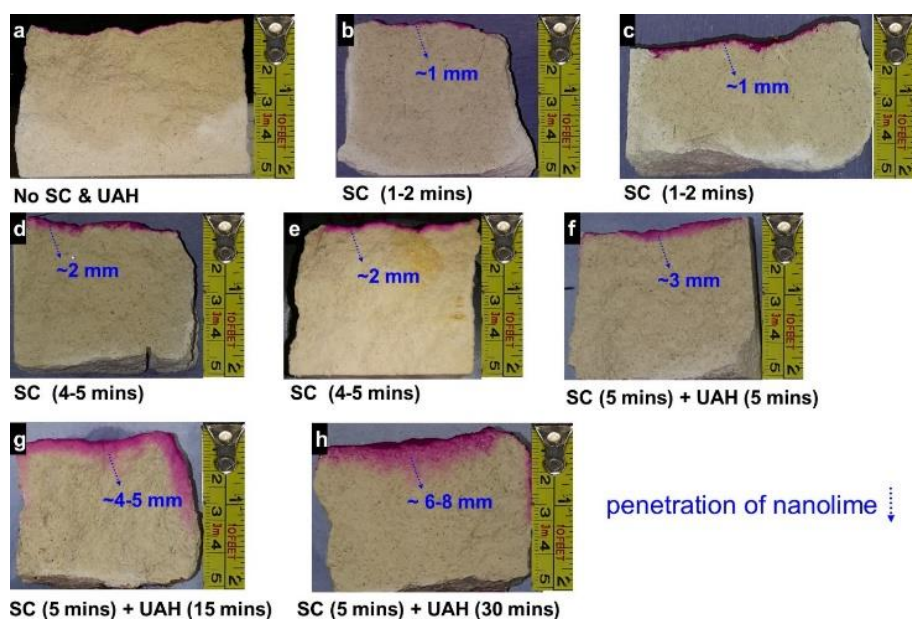 a
No SC & UAH
b
~1 mm
SC (1-2 mins)
c
~1 mm
SC (1-2 mins)
d
~2 mm
SC (4-5 mins)
e
~2 mm
SC (4-5 mins)
f
~3 mm
SC (5 mins) + UAH (5 mins)
g
~4-5 mm
SC (5 mins) + UAH (15 mins)
h
~ 6-8 mm
SC (5 mins) + UAH (30 mins)
penetration of nanolime